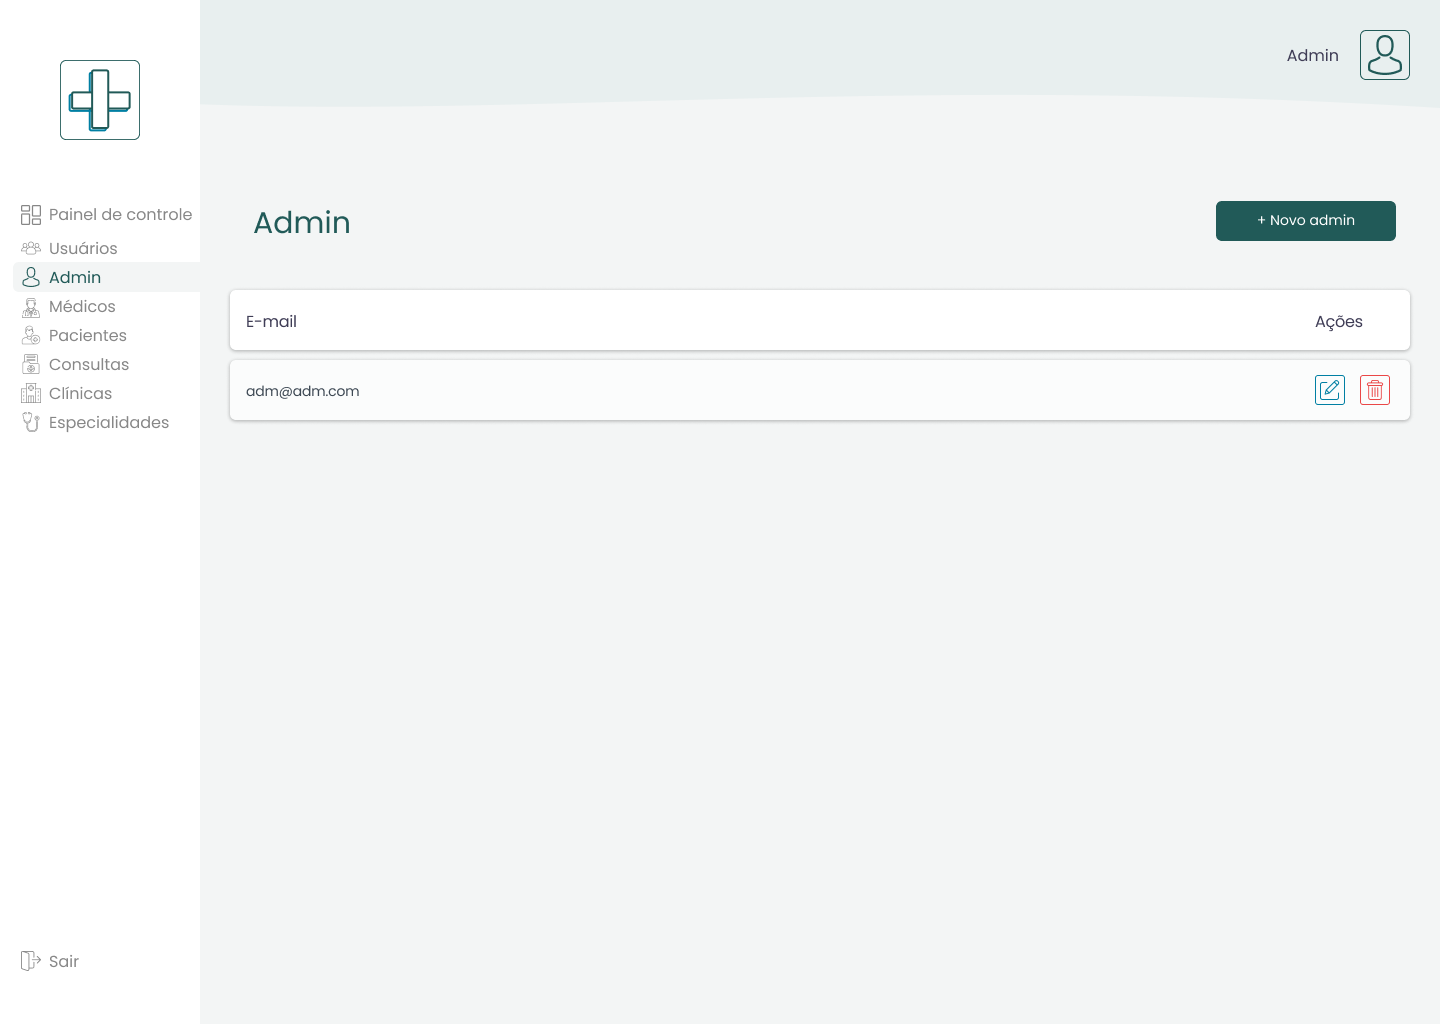 Admin
Painel de controle
Usuários
Admin
Médicos
Pacientes
Consultas
Clínicas
Especialidades
Sair
Admin
+ Novo admin
E-mail
Ações
adm@adm.com